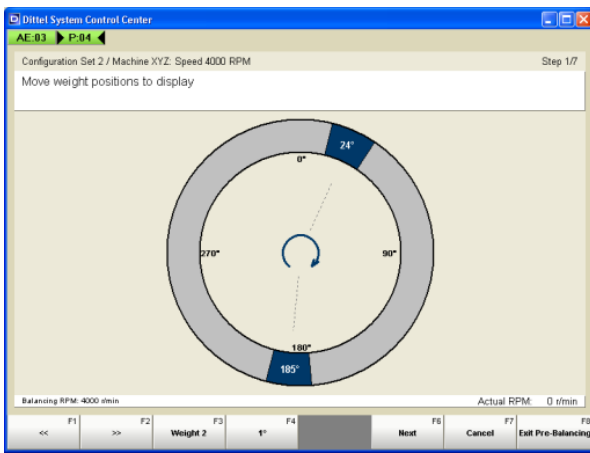 Dittel System Control Center
AE:03 P:04
Configuration Set 2 / Machine XYZ: Speed 4000 RPM Step 1/7
Move weight positions to display
24°
0°
270° 90°
180°
185°
Balancing RPM: 4000 r/min Actual RPM: 0 r/min
F1 F2 F3 F4 F6 F7 F8
<< >> Weight 2 1° Next Cancel Exit Pre-Balancing